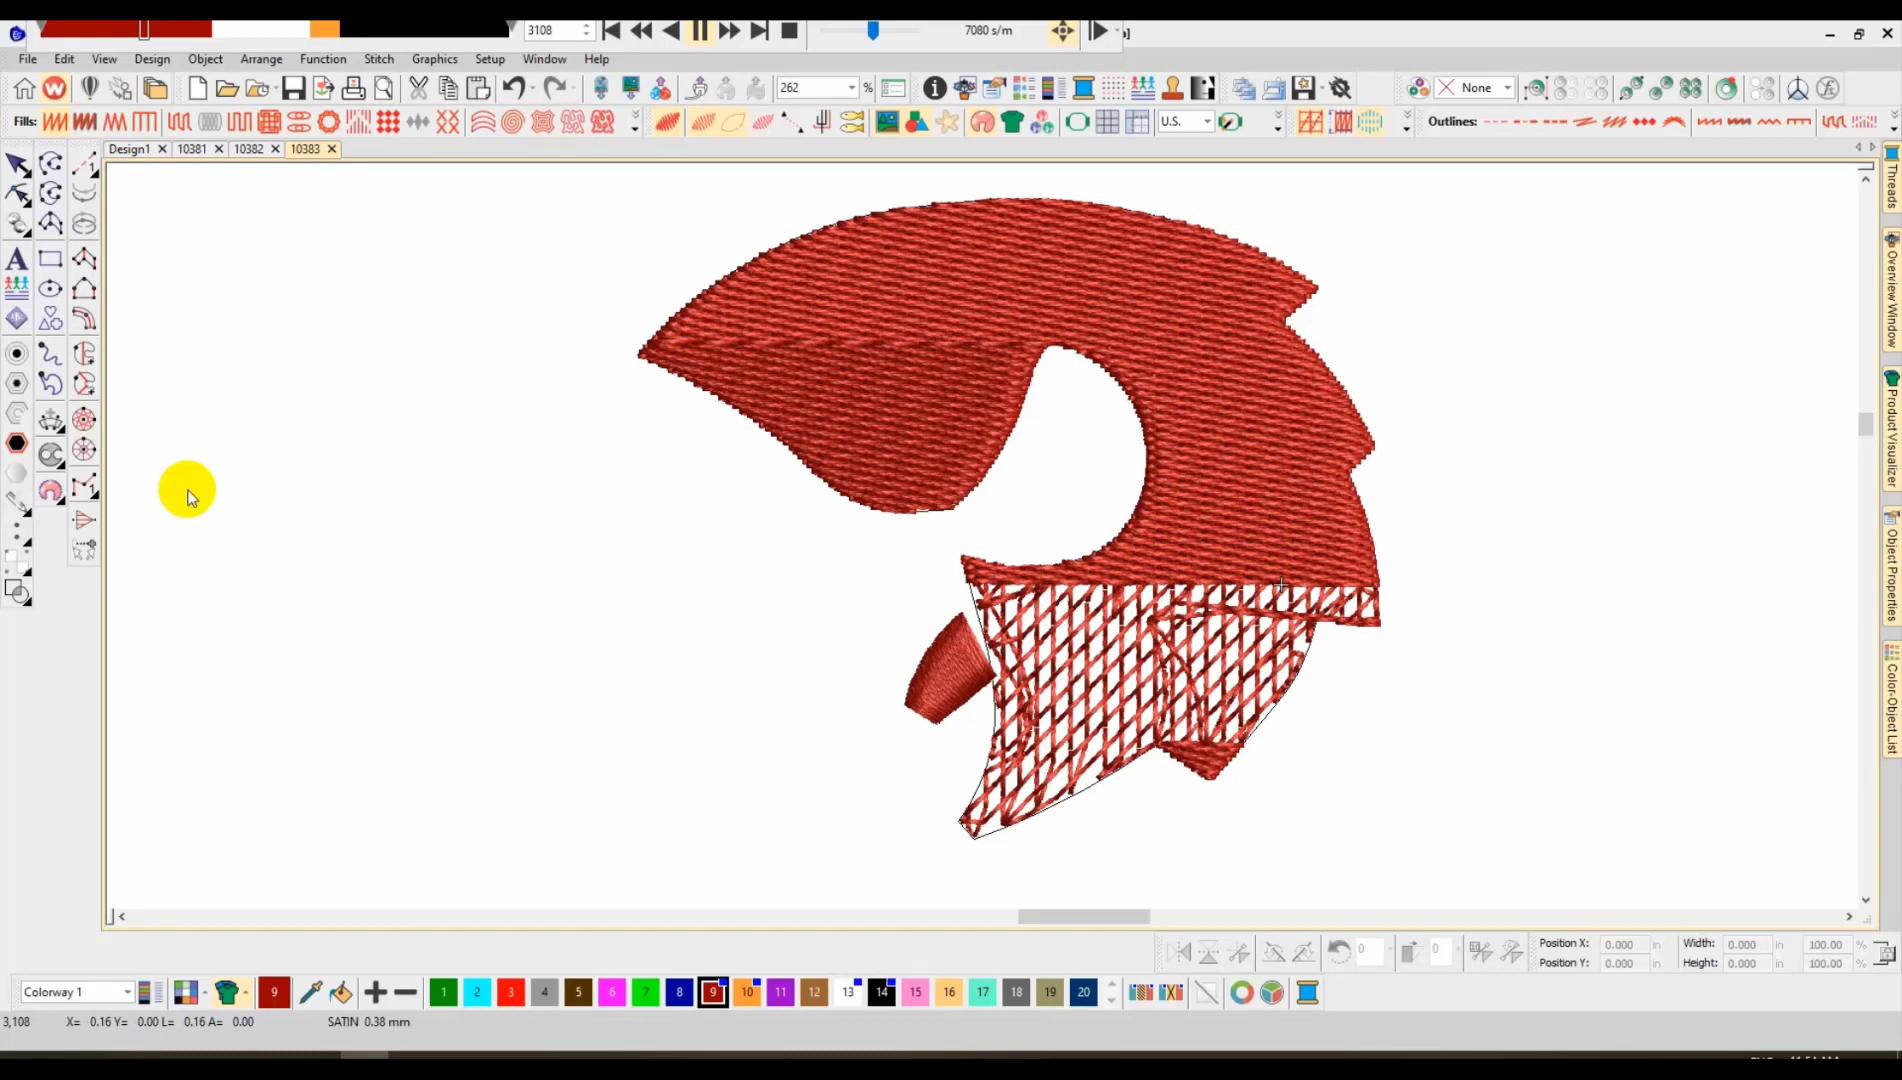 3108
7080 s/m
File Edit View Design Object Arrange Function Stitch Graphics Setup Window Help
262 %
None
Fills:
U.S.
Outlines:
Design1 10381 10382 10383
A
Threads
Overview Window
Product Visualizer
Object Properties
Color-Object List
0
0
Position X: 0.000 in Width: 0.000 in 100.00 %
Position Y: 0.000 in Height: 0.000 in 100.00 %
Colorway 1
9
1 2 3 4 5 6 7 8 9 10 11 12 13 14 15 16 17 18 19 20
3,108 X= 0.16 Y= 0.00 L= 0.16 A= 0.00 SATIN 0.38 mm